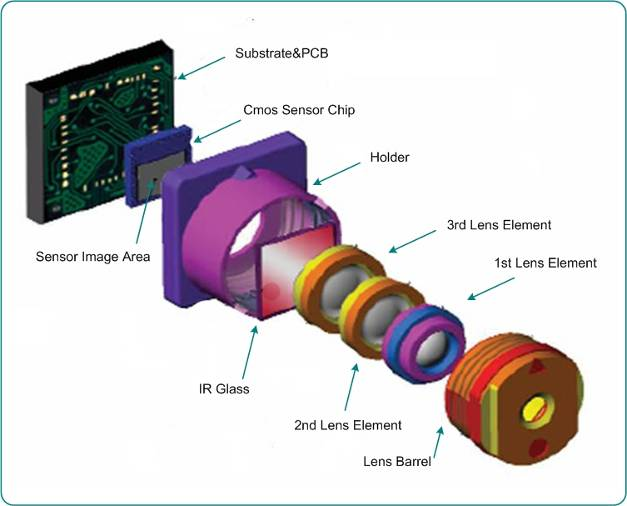 Substrate&PCB
Cmos Sensor Chip
Holder
3rd Lens Element
Sensor Image Area
1st Lens Element
IR Glass
2nd Lens Element
Lens Barrel